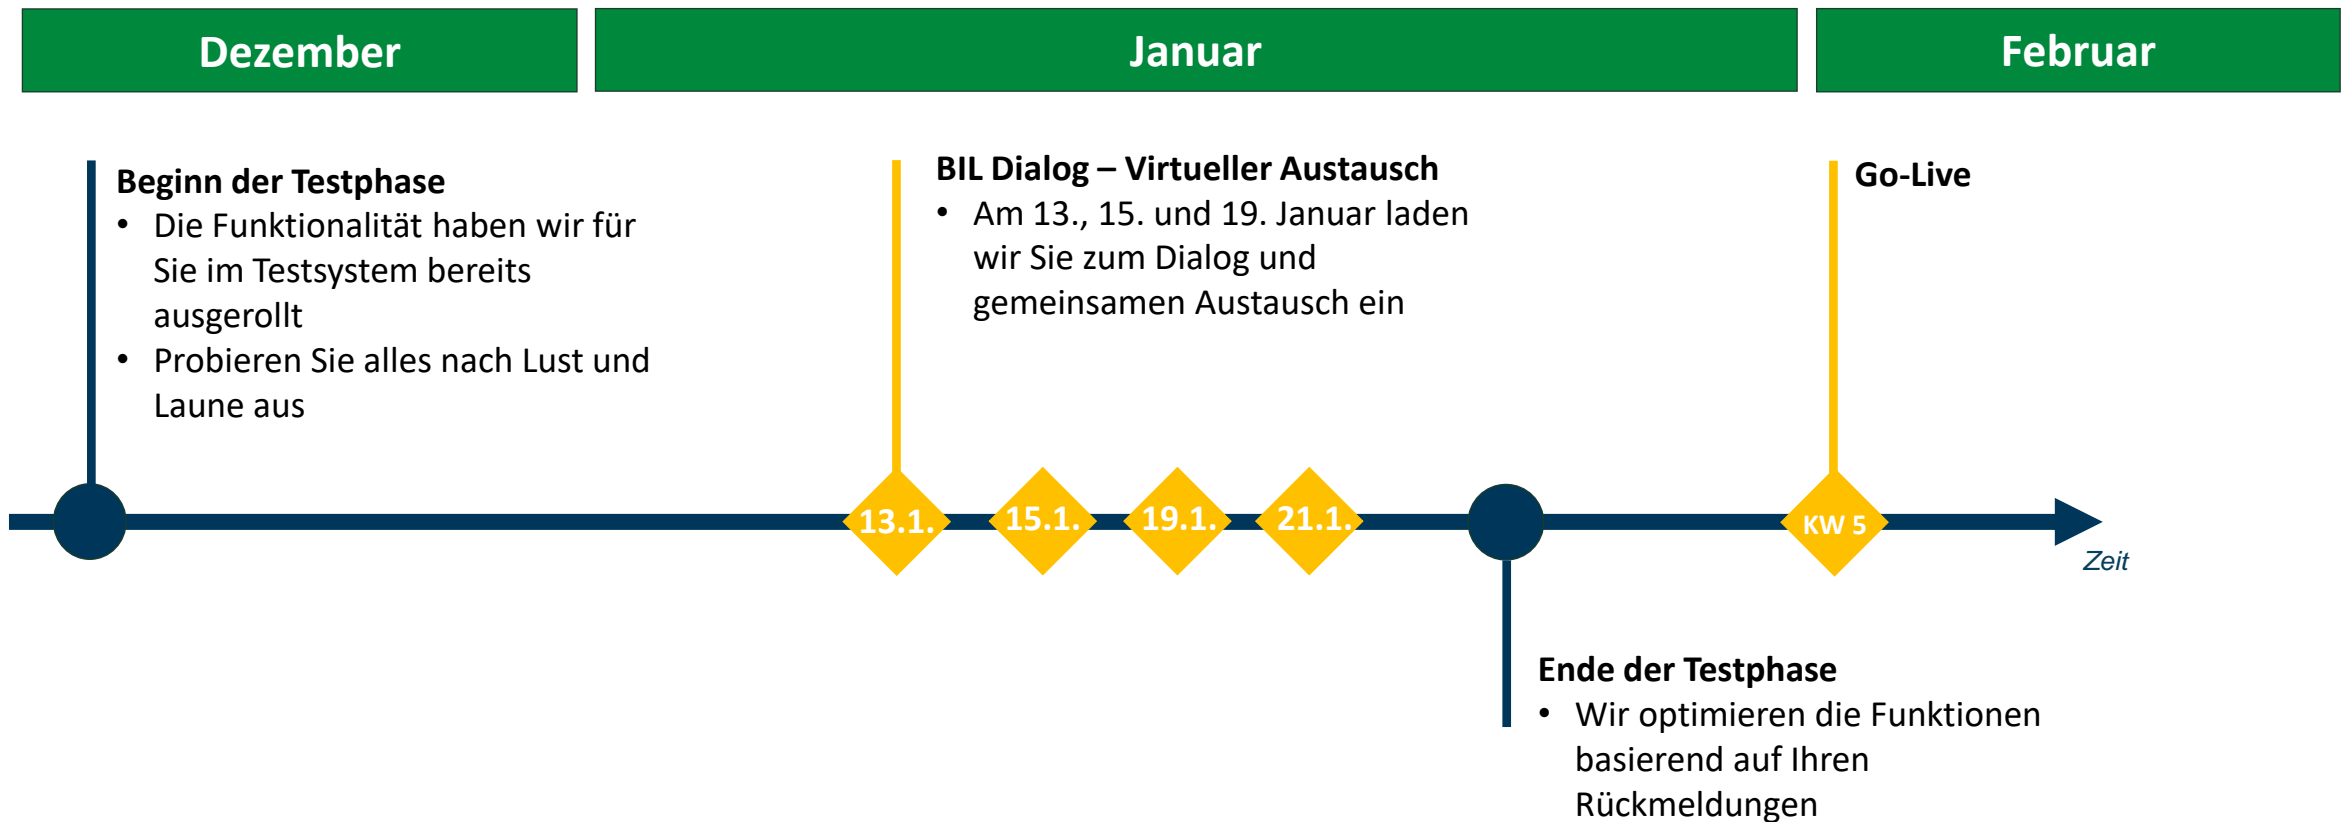 Dezember
Januar
Februar
Beginn der Testphase
• Die Funktionalität haben wir für
Sie im Testsystem bereits
ausgerollt
• Probieren Sie alles nach Lust und
Laune aus
BIL Dialog – Virtueller Austausch
• Am 13., 15. und 19. Januar laden
wir Sie zum Dialog und
gemeinsamen Austausch ein
Go-Live
13.1.
15.1.
19.1.
21.1.
KW 5
Zeit
Ende der Testphase
• Wir optimieren die Funktionen
basierend auf Ihren
Rückmeldungen